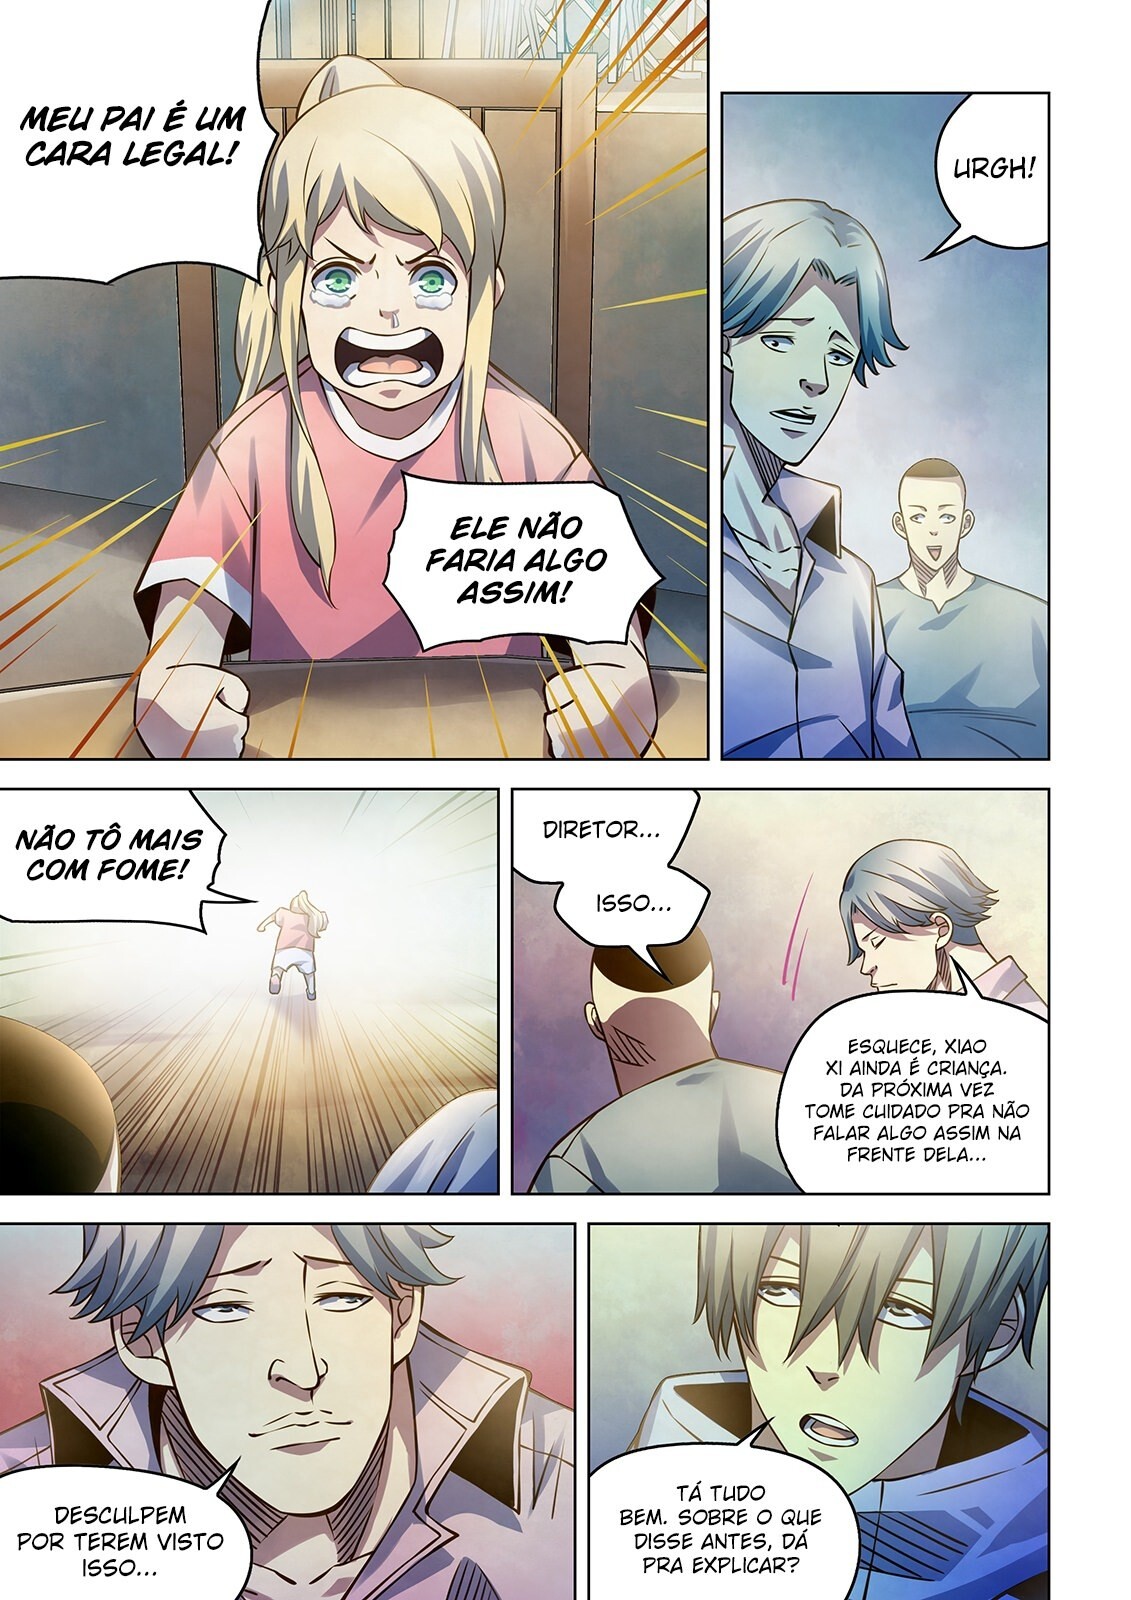 MEU PAI É UM
CARA LEGAL!
ELE NÃO
FARIA ALGO
ASSIM!
URGH!
NÃO TÔ MAIS
COM FOME!
DIRETOR...
ISSO...
ESQUECE, XIAO
XI AINDA É CRIANÇA.
DA PRÓXIMA VEZ
TOME CUIDADO PRA NÃO
FALAR ALGO ASSIM NA
FRENTE DELA...
DESCULPEM
POR TEREM VISTO
ISSO...
TÁ TUDO
BEM. SOBRE O QUE
DISSE ANTES, DÁ
PRA EXPLICAR?